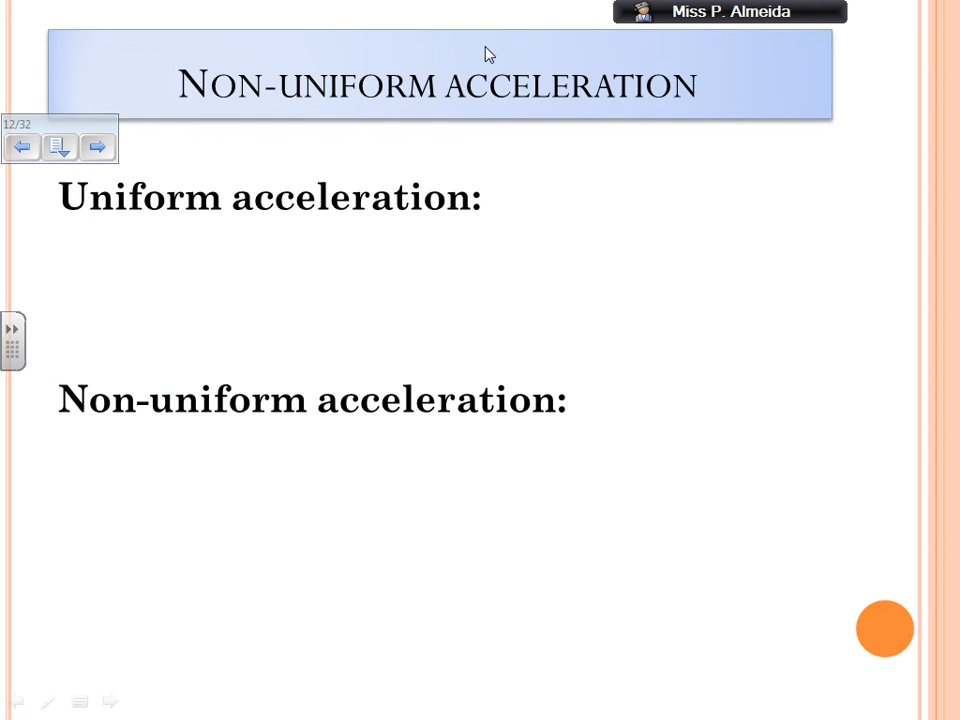 Miss P. Almeida
NON-UNIFORM ACCELERATION
12/32
Uniform acceleration:
Non-uniform acceleration: